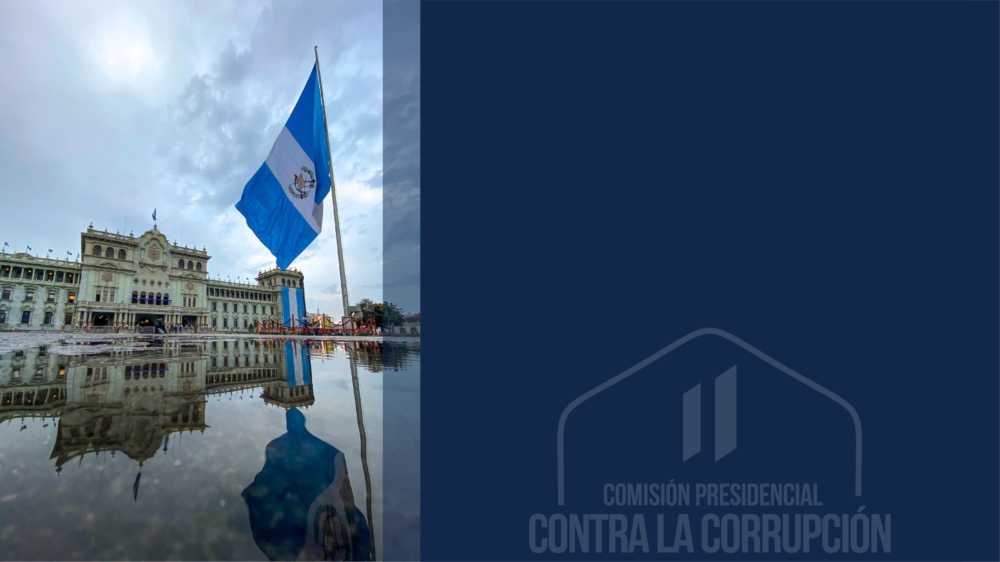 COMISIÓN PRESIDENCIAL
CONTRA LA CORRUPCIÓN